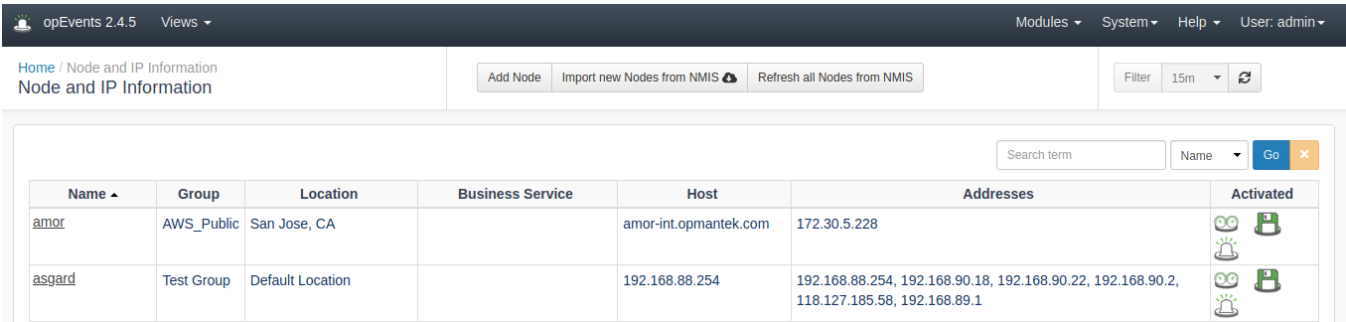 opEvents 2.4.5 Views Modules System Help User: admin
Home / Node and IP Information
Node and IP Information
Add Node Import new Nodes from NMIS Refresh all Nodes from NMIS
Filter 15m
Search term Name Go ×
Name Group Location Business Service Host Addresses Activated
amor AWS_Public San Jose, CA amor-int.opmantek.com 172.30.5.228
asgard Test Group Default Location 192.168.88.254 192.168.88.254, 192.168.90.18, 192.168.90.22, 192.168.90.2,
118.127.185.58, 192.168.89.1